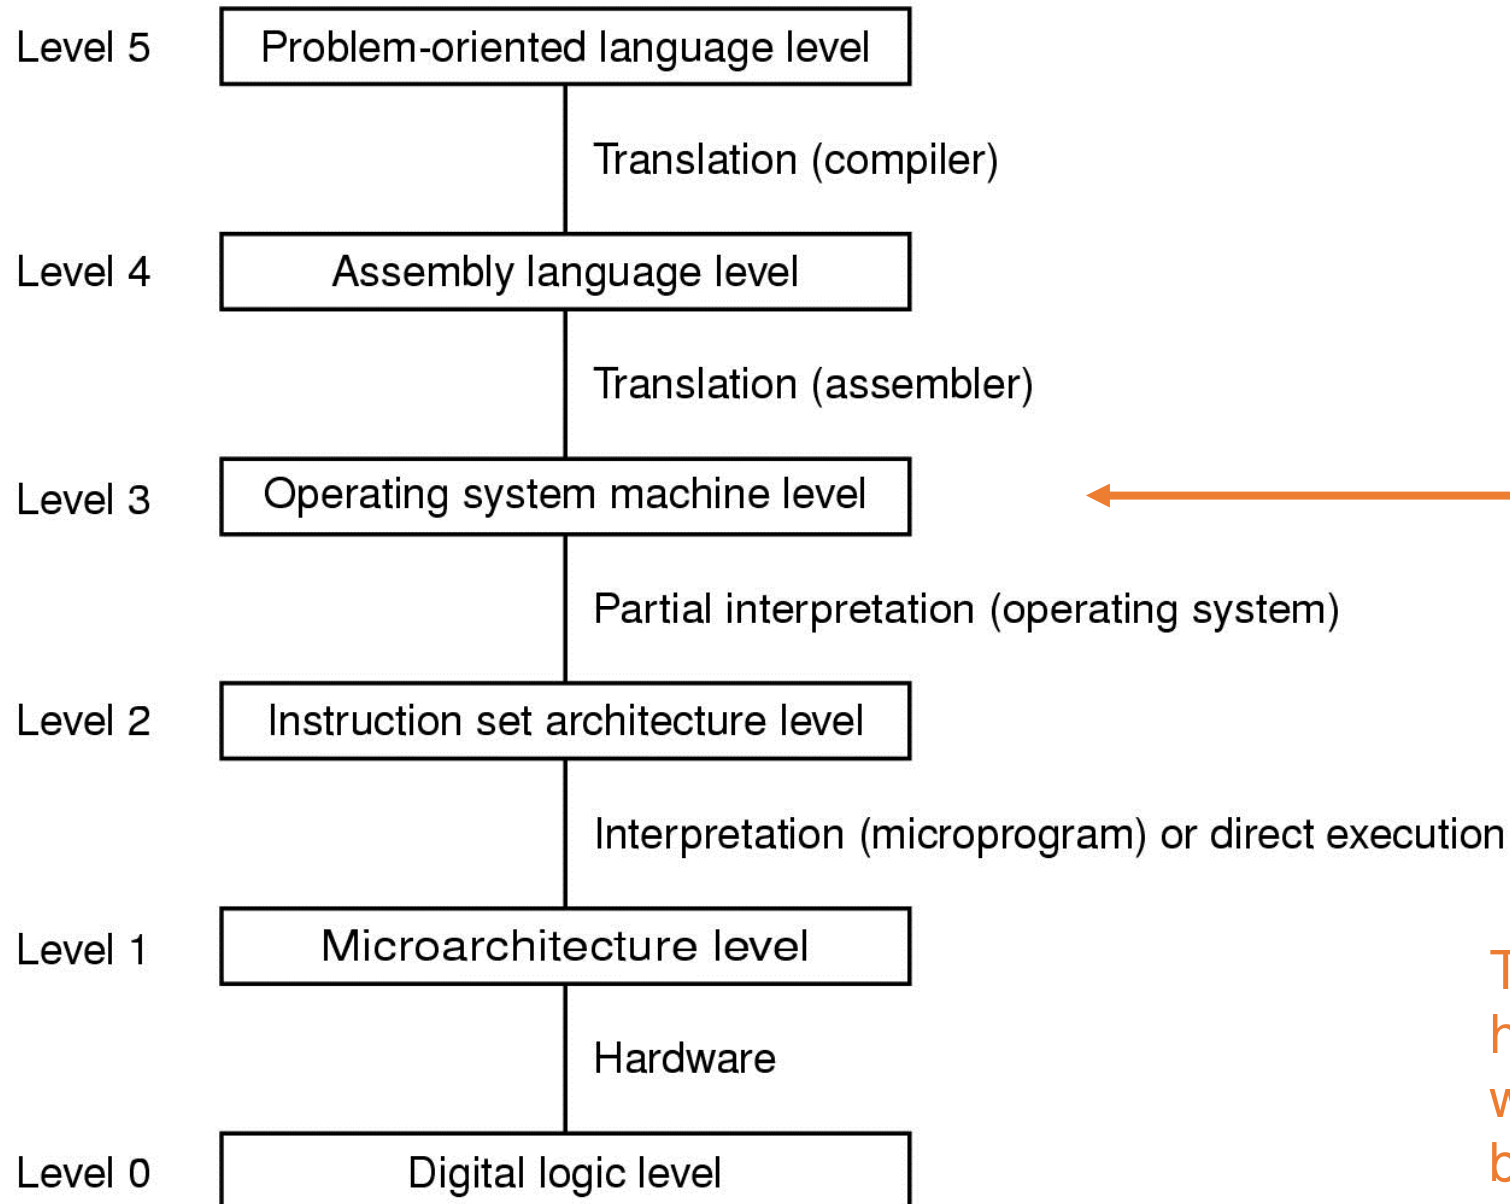 Level 5 Problem-oriented language level
Translation (compiler)
Level 4 Assembly language level
Translation (assembler)
Level 3 Operating system machine level
Partial interpretation (operating system)
Level 2 Instruction set architecture level
Interpretation (microprogram) or direct execution
Level 1 Microarchitecture level
Hardware
Level 0 Digital logic level